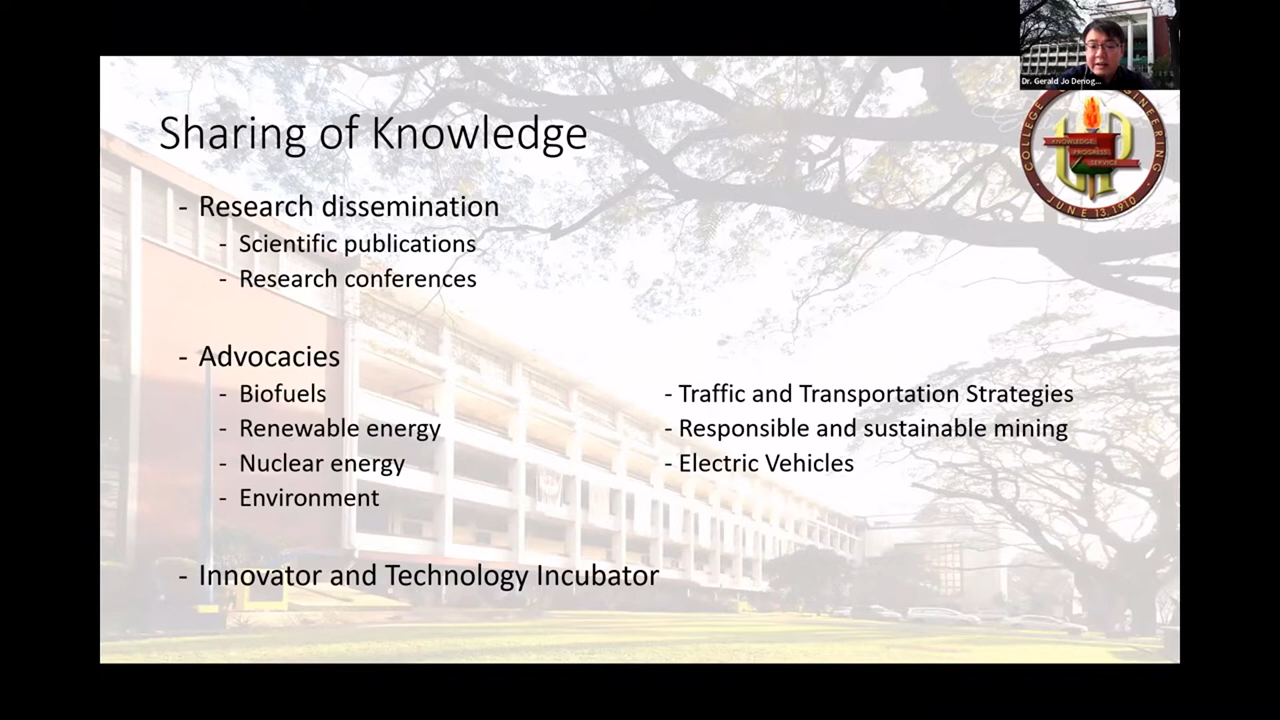 Dr. Gerald Jo Denog...
COLLEGE
ENGINEERING
KNOWLEDGE
PROGRESS
SERVICE
JUNE 13, 1910
Sharing of Knowledge
- Research dissemination
- Scientific publications
- Research conferences
- Advocacies
- Biofuels
- Renewable energy
- Nuclear energy
- Environment
- Traffic and Transportation Strategies
- Responsible and sustainable mining
- Electric Vehicles
- Innovator and Technology Incubator